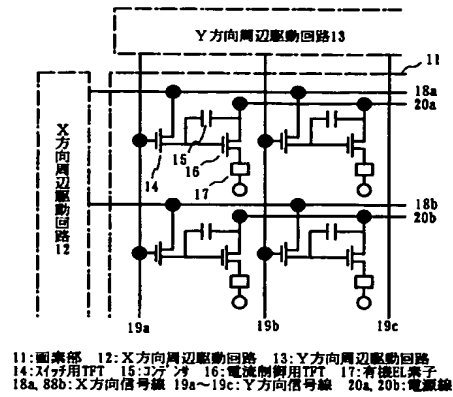 Y方向周辺駆動回路13
11
18a
20a
X方向周辺駆動回路12
15
16
14
17
18b
20b
19a
19b
19c
11:画素部 12:X方向周辺駆動回路 13:Y方向周辺駆動回路
14:スイッチ用TFT 15:コンデンサ 16:電流制御用TFT 17:有機EL素子
18a,88b:X方向信号線 19a~19c:Y方向信号線 20a,20b:電源線